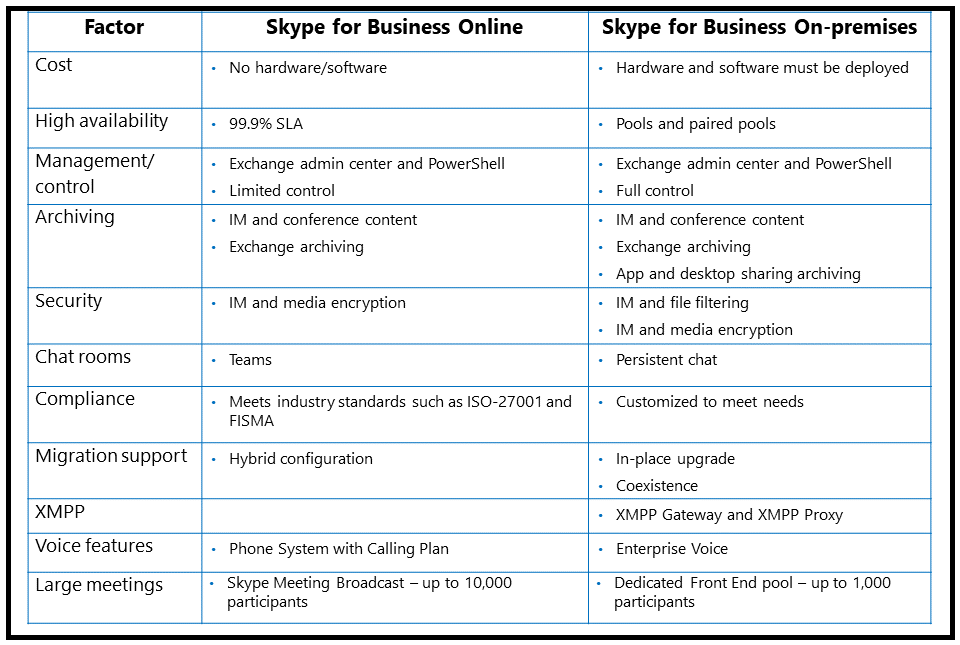 Factor Skype for Business Online Skype for Business On-premises
Cost • No hardware/software • Hardware and software must be deployed
High availability • 99.9% SLA • Pools and paired pools
Management/ • Exchange admin center and PowerShell • Exchange admin center and PowerShell
control • Limited control • Full control
Archiving • IM and conference content • IM and conference content
• Exchange archiving • Exchange archiving
• App and desktop sharing archiving
Security • IM and media encryption • IM and file filtering
• IM and media encryption
Chat rooms • Teams • Persistent chat
Compliance • Meets industry standards such as ISO-27001 and • Customized to meet needs
FISMA
Migration support • Hybrid configuration • In-place upgrade
• Coexistence
XMPP • XMPP Gateway and XMPP Proxy
Voice features • Phone System with Calling Plan • Enterprise Voice
Large meetings • Skype Meeting Broadcast – up to 10,000 • Dedicated Front End pool – up to 1,000
participants participants